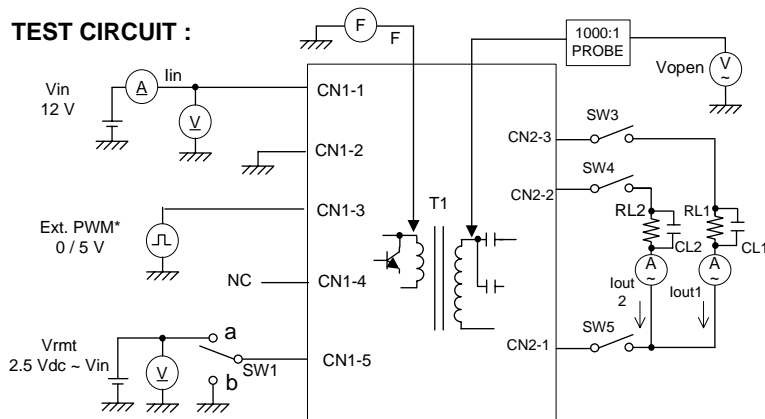 TEST CIRCUIT :
F
F
1000:1
PROBE
Vopen
V
~
Vin
12 V
A
Iin
V
CN1-1
CN1-2
Ext. PWM*
0 / 5 V
CN1-3
NC
CN1-4
Vrmt
2.5 Vdc ~ Vin
V
a
b
SW1
CN1-5
T1
CN2-3
SW3
CN2-2
SW4
RL2
CL2
RL1
CL1
A
~
A
~
Iout
2
Iout1
CN2-1
SW5